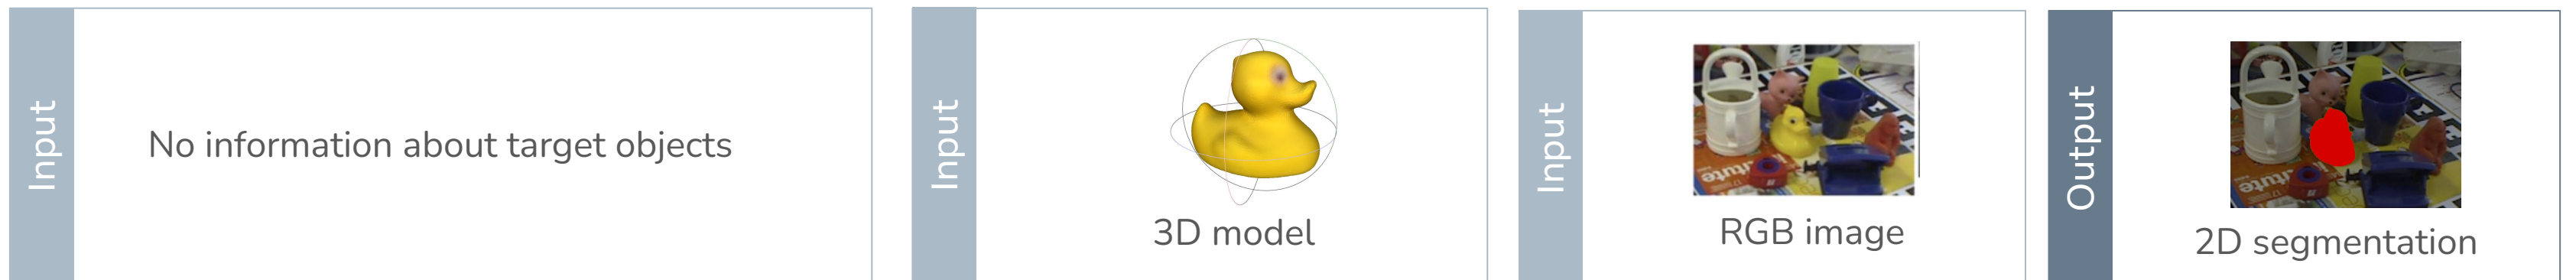 Input
No information about target objects
Input
3D model
Input
RGB image
Output
2D segmentation